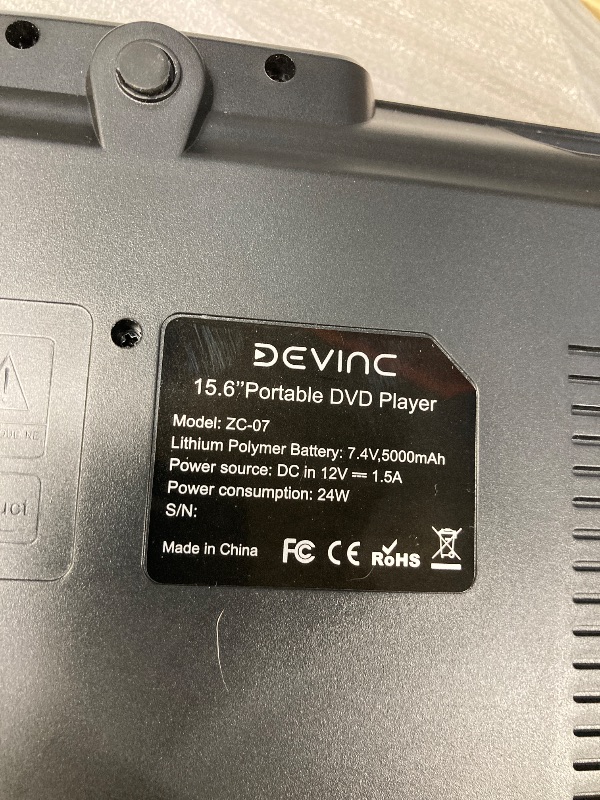 DEVINC
15.6”Portable DVD Player
Model: ZC-07
Lithium Polymer Battery: 7.4V,5000mAh
Power source: DC in 12V ⎓ 1.5A
Power consumption: 24W
S/N:
Made in China FC CE RoHS